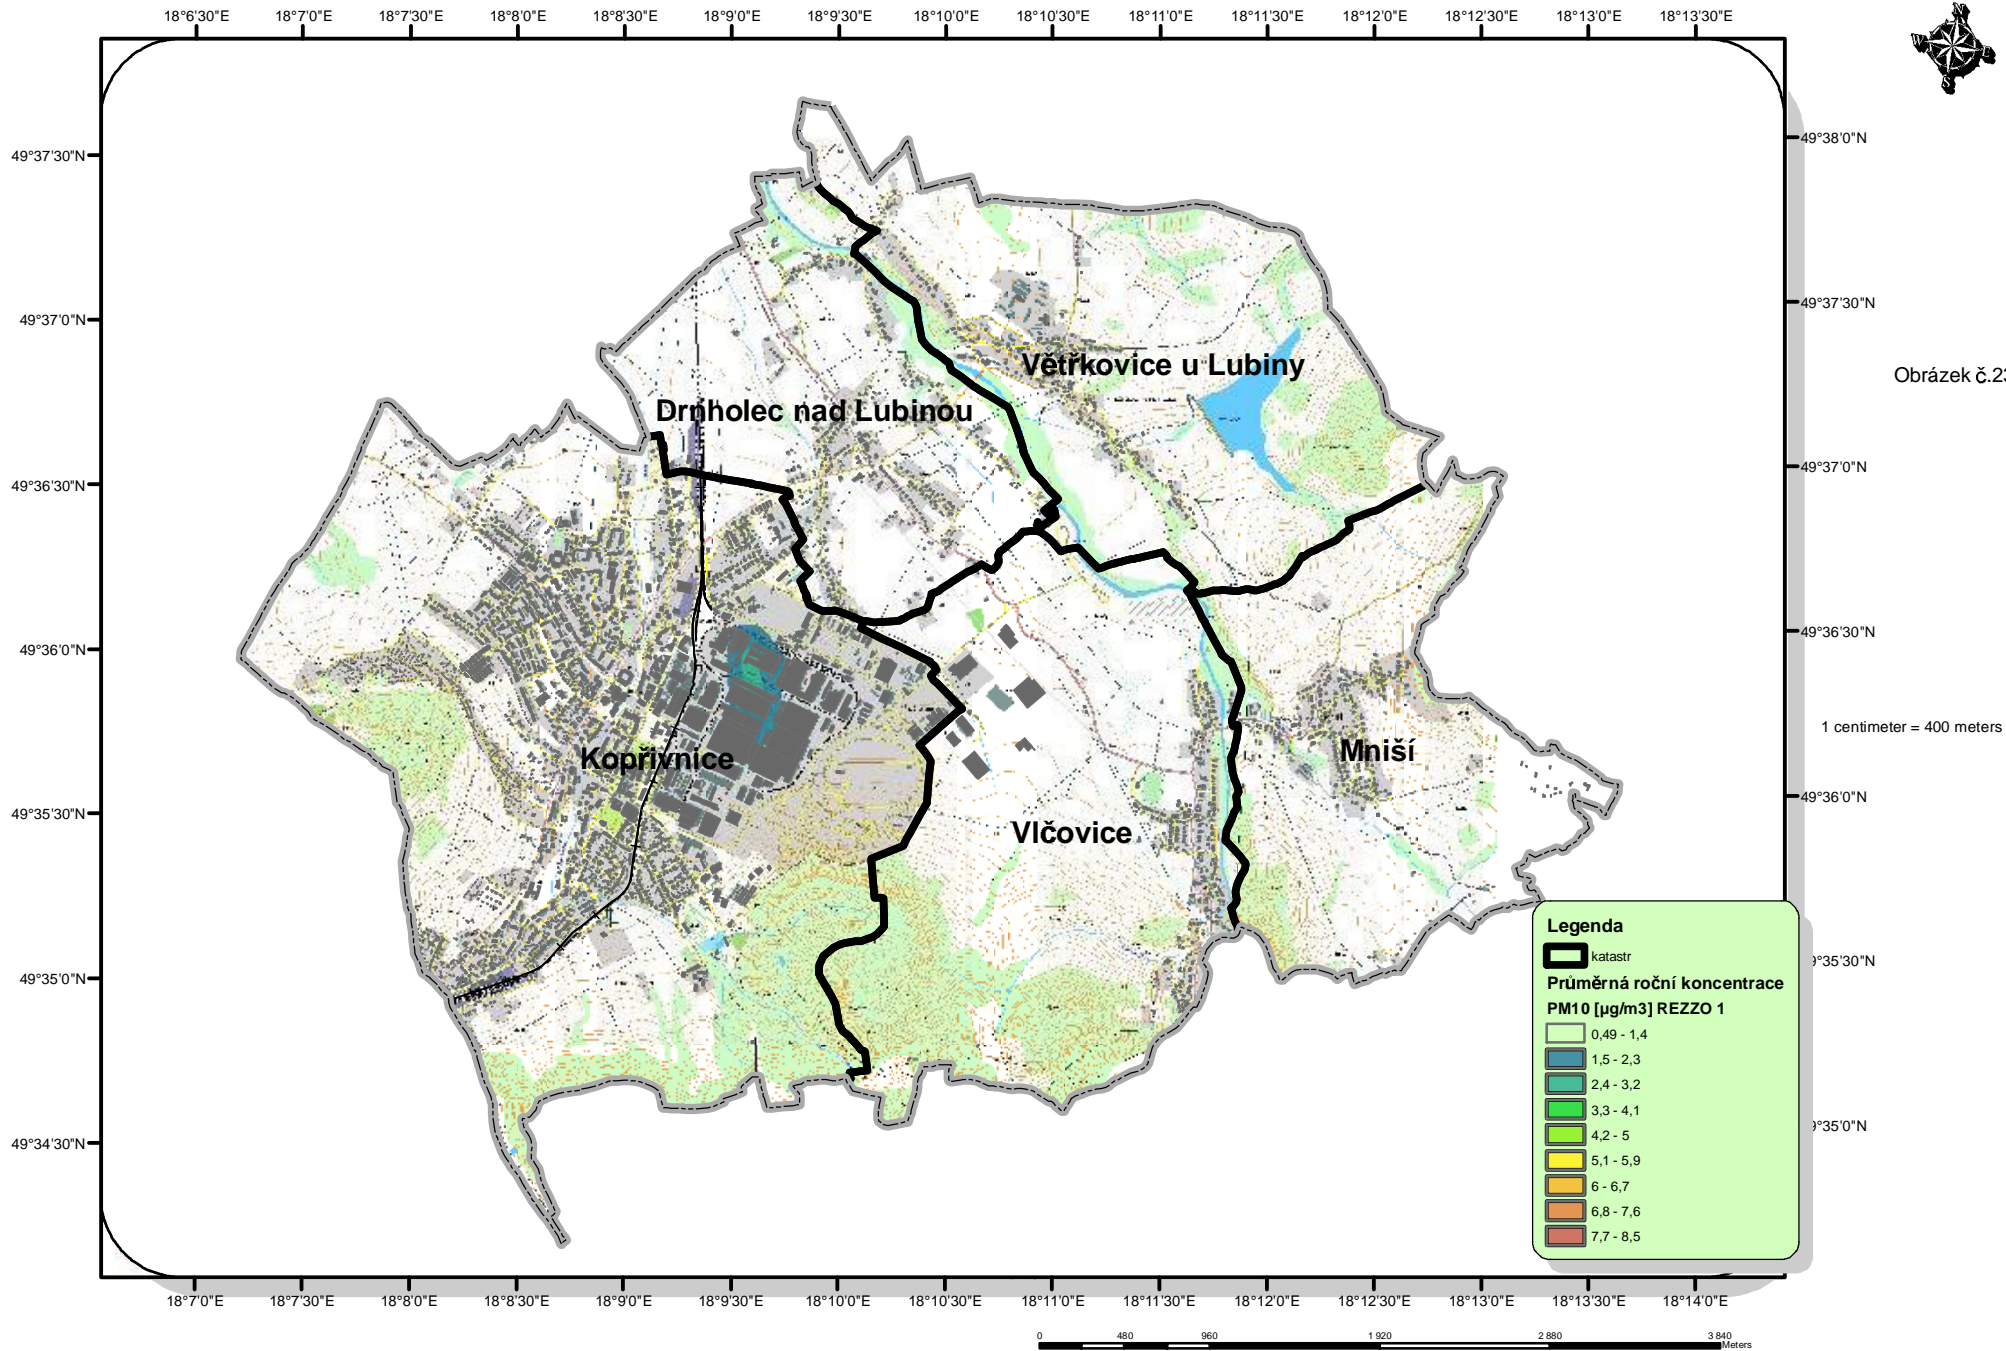 18°6'30"E 18°7'0"E 18°7'30"E 18°8'0"E 18°8'30"E 18°9'0"E 18°9'30"E 18°10'0"E 18°10'30"E 18°11'0"E 18°11'30"E 18°12'0"E 18°12'30"E 18°13'0"E 18°13'30"E
N
W
E
S
49°38'0"N
49°37'30"N
49°37'30"N
49°37'0"N
Větřkovice u Lubiny
Obrázek č.23
Drnholec nad Lubinou
49°37'0"N
49°36'30"N
49°36'30"N
49°36'0"N
1 centimeter = 400 meters
Mniší
Kopřivnice
49°36'0"N
49°35'30"N
Vlčovice
Legenda
katastr
9°35'30"N
49°35'0"N
Průměrná roční koncentrace
PM10 [µg/m3] REZZO 1
0,49 - 1,4
1,5 - 2,3
2,4 - 3,2
3,3 - 4,1
9°35'0"N
4,2 - 5
49°34'30"N
5,1 - 5,9
6 - 6,7
6,8 - 7,6
7,7 - 8,5
18°7'0"E 18°7'30"E 18°8'0"E 18°8'30"E 18°9'0"E 18°9'30"E 18°10'0"E 18°10'30"E 18°11'0"E 18°11'30"E 18°12'0"E 18°12'30"E 18°13'0"E 18°13'30"E 18°14'0"E
0 480 960 1 920 2 880 3 840
Meters